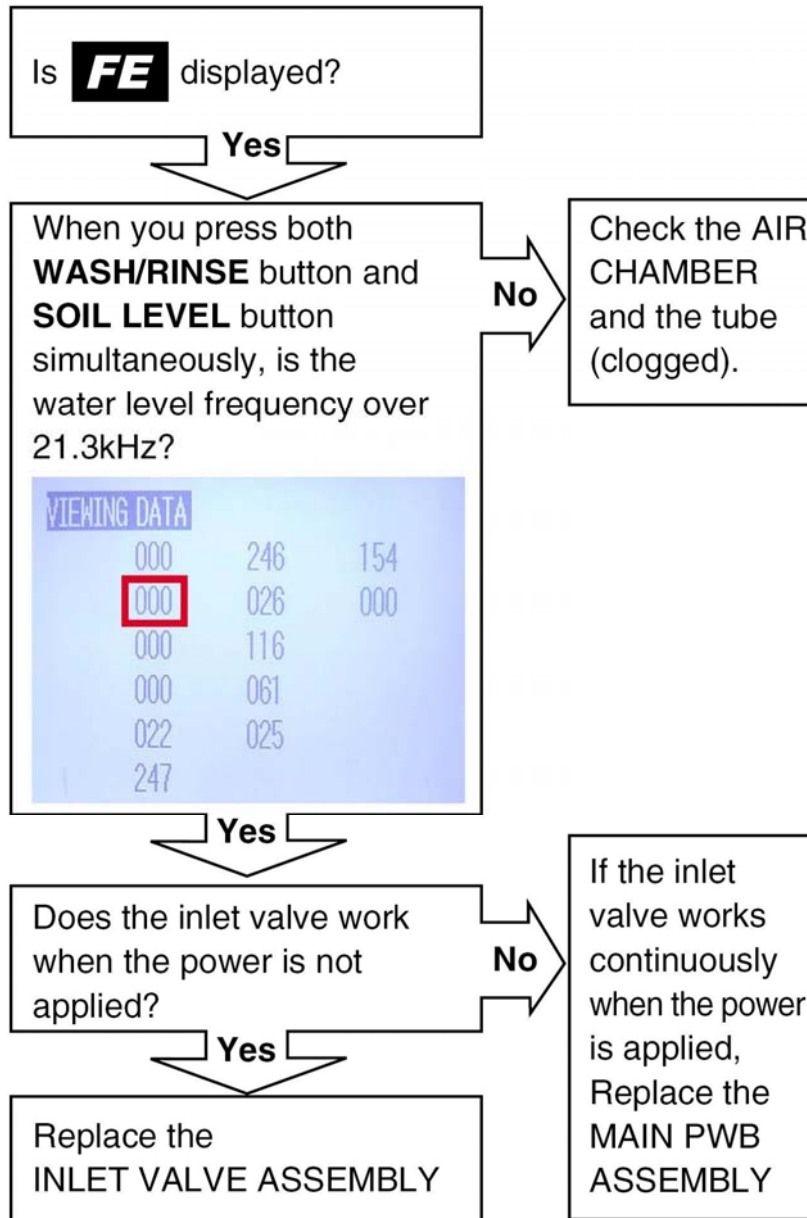 Is FE displayed?
Yes
When you press both
WASH/RINSE button and
SOIL LEVEL button
simultaneously, is the
water level frequency over
21.3kHz?
VIEWING DATA
000 246 154
000 026 000
000 116
000 061
022 025
247
No
Check the AIR
CHAMBER
and the tube
(clogged).
Yes
Does the inlet valve work
when the power is not
applied?
No
If the inlet
valve works
continuously
when the power
is applied,
Replace the
MAIN PWB
ASSEMBLY
Yes
Replace the
INLET VALVE ASSEMBLY